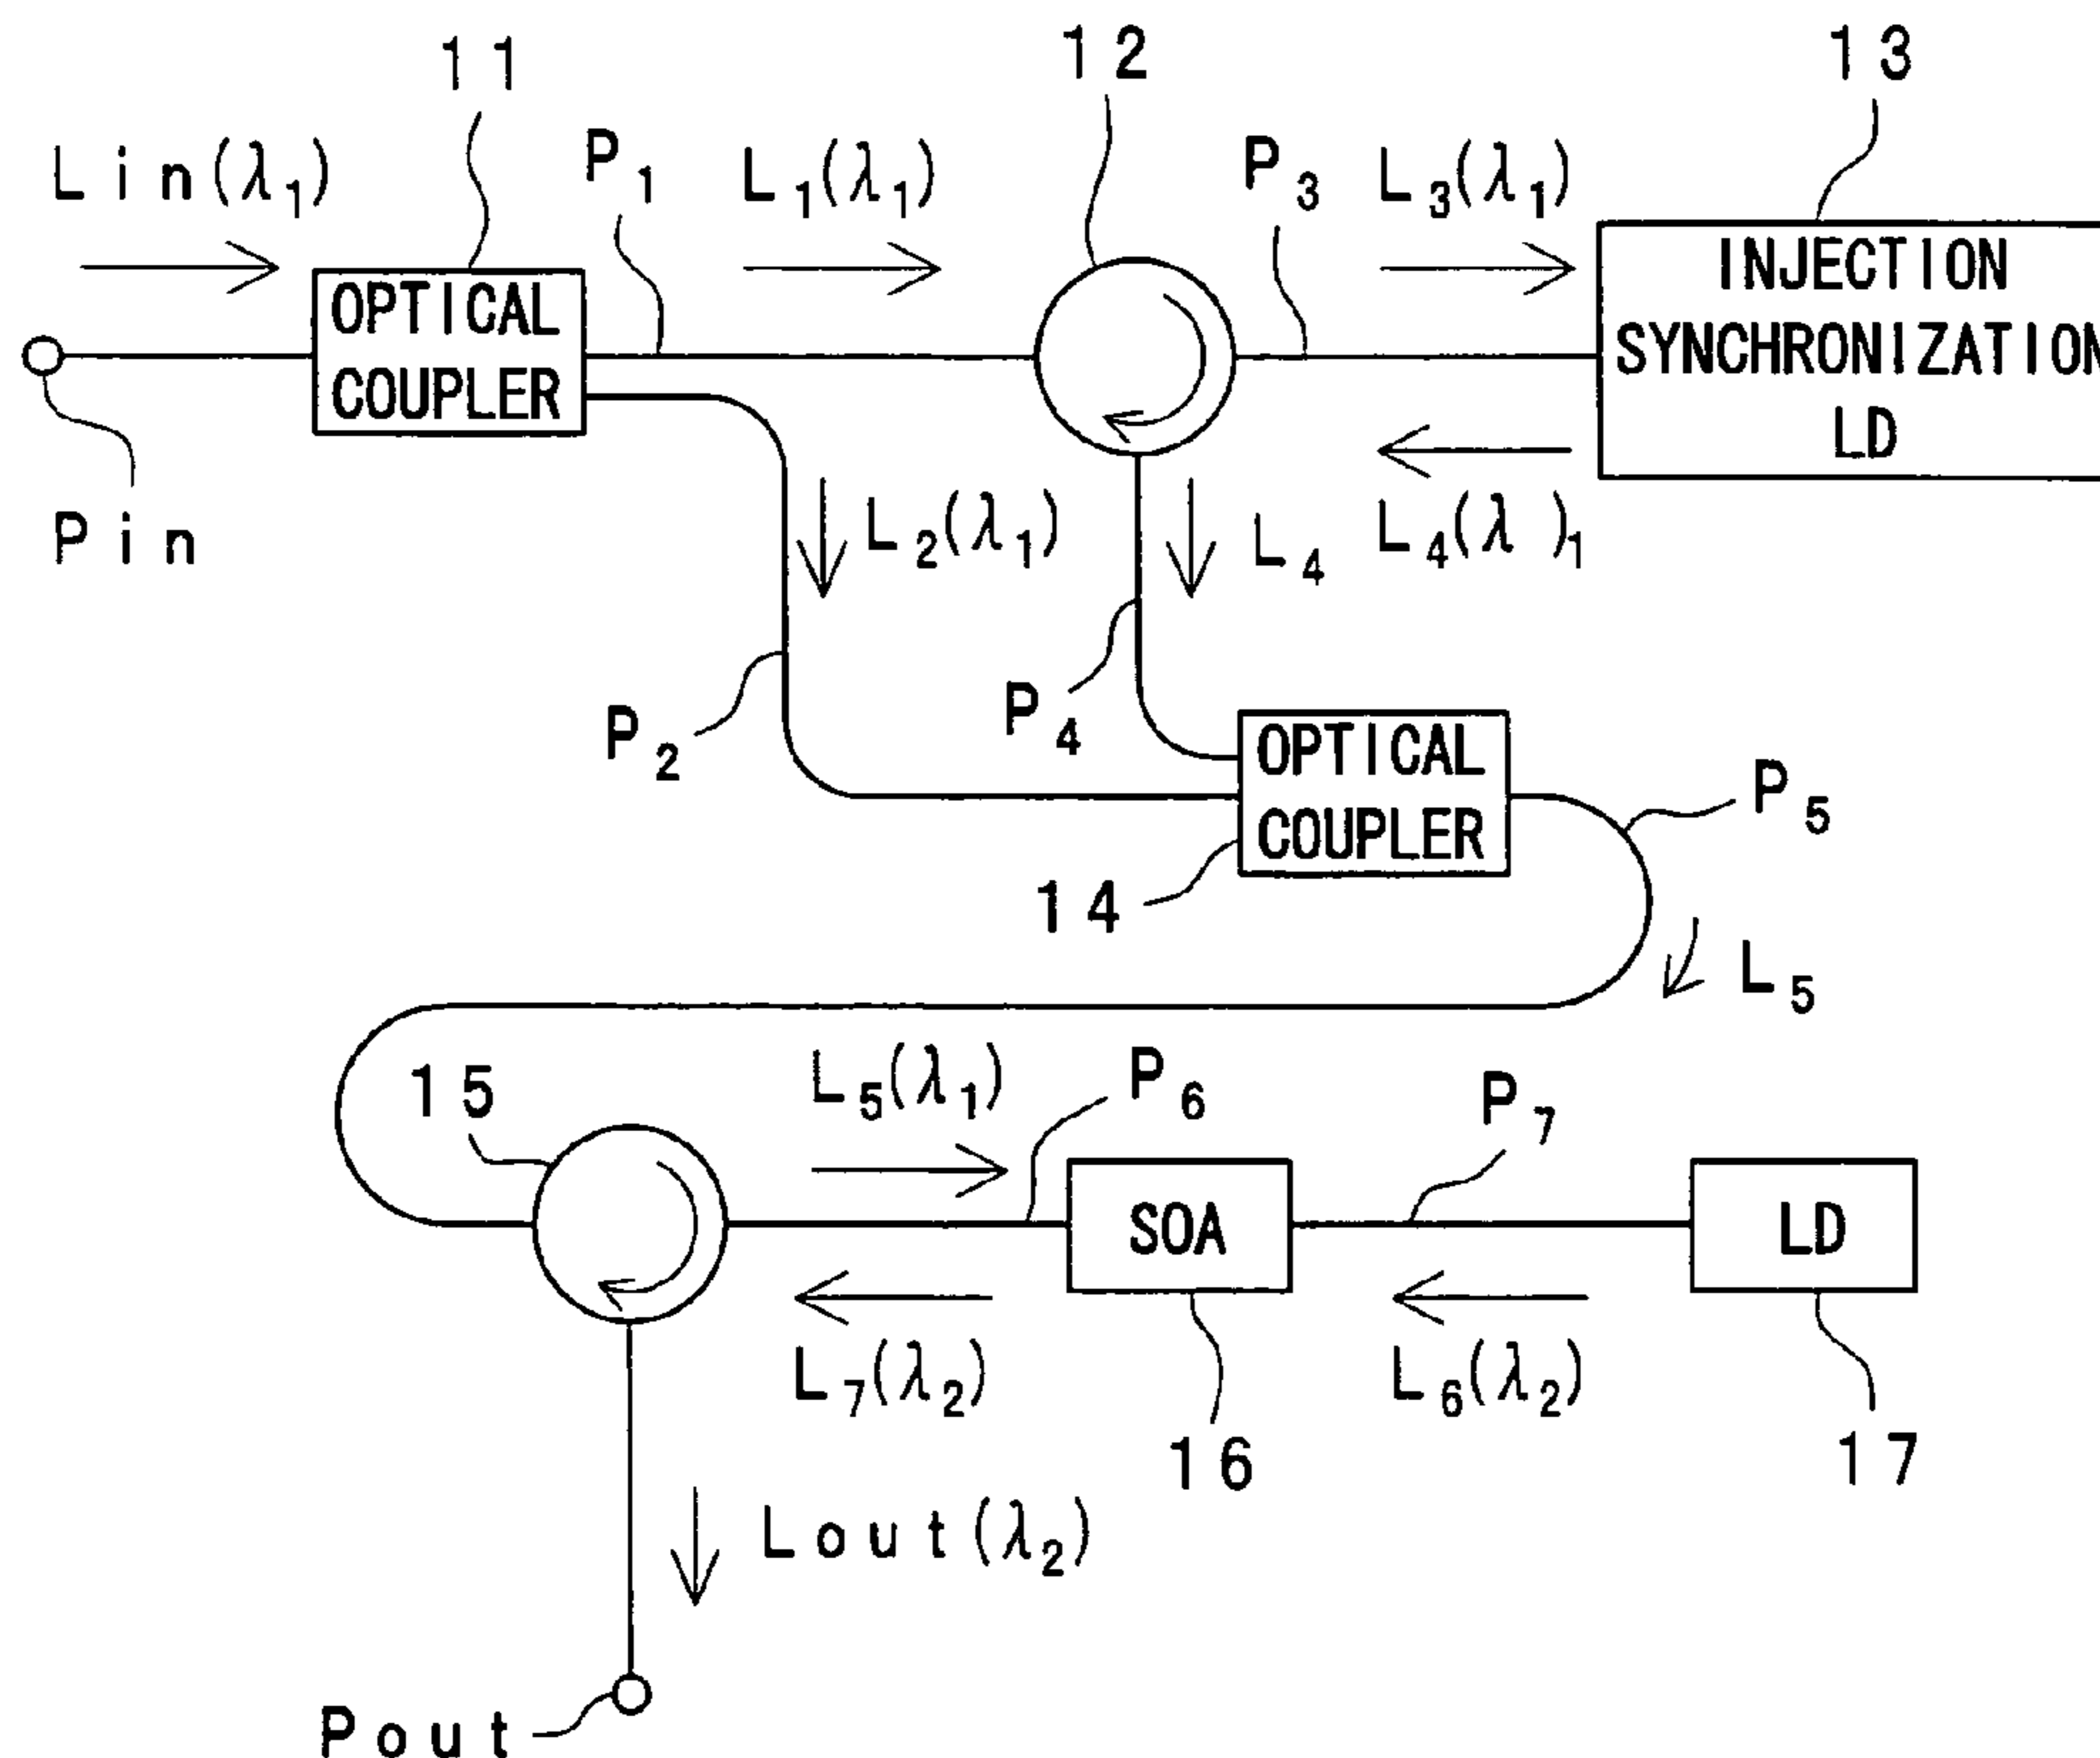 11
12
13
Lin(λ1)
P1
L1(λ1)
P3
L3(λ1)
OPTICAL
COUPLER
INJECTION
SYNCHRONIZATION
LD
Pin
L2(λ1)
L4
L4(λ )1
P2
P4
OPTICAL
COUPLER
P5
14
L5
15
L5(λ1)
P6
P7
SOA
LD
L7(λ2)
L6(λ2)
16
17
Lout(λ2)
Pout